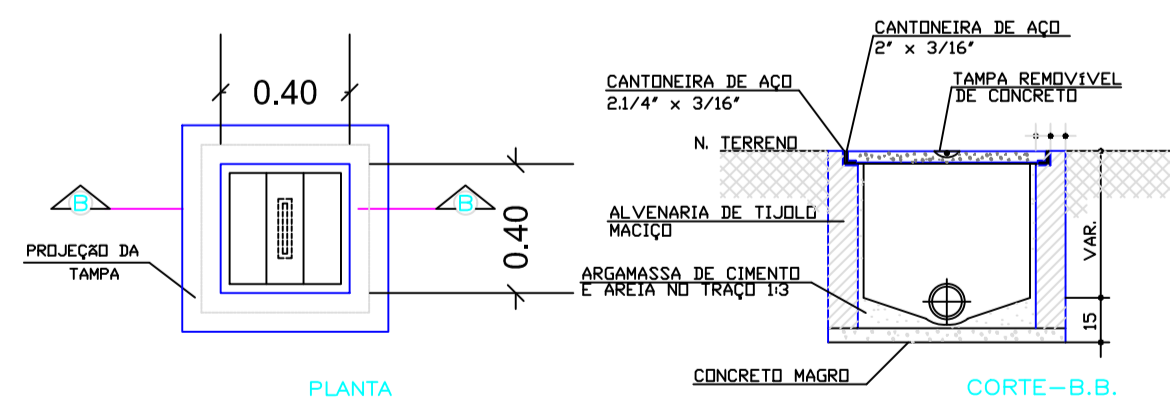 0.40
0.40
B
B
PROJEÇÃO DA
TAMPA
PLANTA
CANTONEIRA DE AÇO
2" x 3/16"
CANTONEIRA DE AÇO
2.1/4" x 3/16"
TAMPA REMOVÍVEL
DE CONCRETO
N. TERRENO
ALVENARIA DE TIJOLO
MACIÇO
ARGAMASSA DE CIMENTO
E AREIA NO TRAÇO 1:3
VAR.
15
CONCRETO MAGRO
CORTE-B.B.